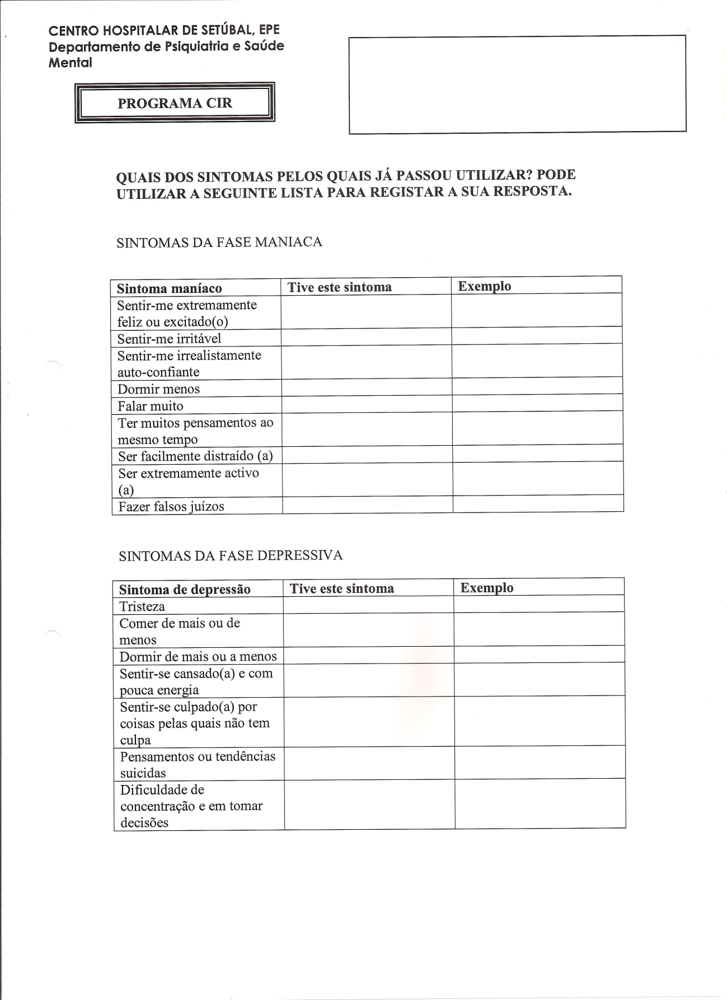 CENTRO HOSPITALAR DE SETÚBAL, EPE
Departamento de Psiquiatria e Saúde
Mental
PROGRAMA CIR
QUAIS DOS SINTOMAS PELOS QUAIS JÁ PASSOU UTILIZAR? PODE
UTILIZAR A SEGUINTE LISTA PARA REGISTAR A SUA RESPOSTA.
SINTOMAS DA FASE MANIACA
Sintoma maníaco Tive este sintoma Exemplo
Sentir-me extremamente
feliz ou excitado(o)
Sentir-me irritável
Sentir-me irrealistamente
auto-confiante
Dormir menos
Falar muito
Ter muitos pensamentos ao
mesmo tempo
Ser facilmente distraído (a)
Ser extremamente activo
(a)
Fazer falsos juízos
SINTOMAS DA FASE DEPRESSIVA
Sintoma de depressão Tive este sintoma Exemplo
Tristeza
Comer de mais ou de
menos
Dormir de mais ou a menos
Sentir-se cansado(a) e com
pouca energia
Sentir-se culpado(a) por
coisas pelas quais não tem
culpa
Pensamentos ou tendências
suicidas
Dificuldade de
concentração e em tomar
decisões